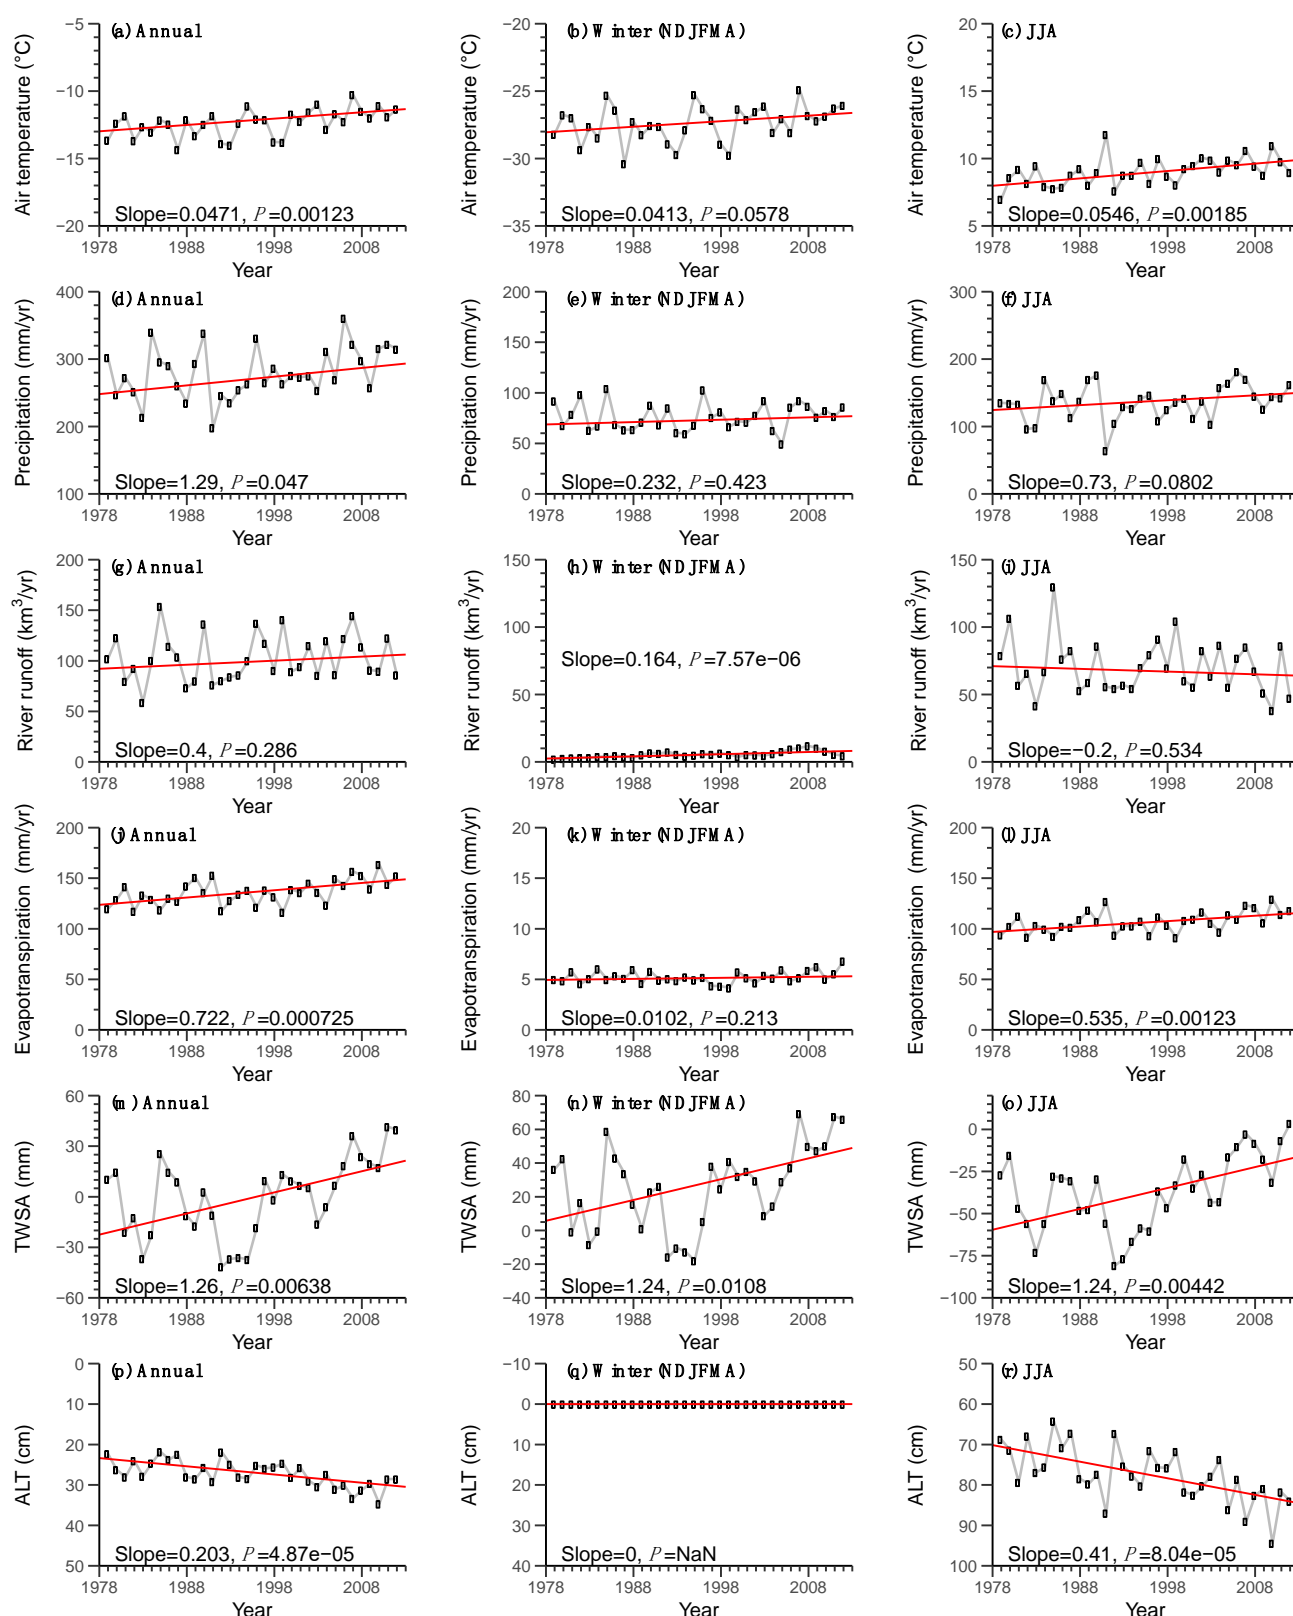 (a) Annual
Air temperature (°C)
−5
−10
−15
−20
Slope=0.0471, P=0.00123
1978 1988 1998 2008
Year
(b) Winter (NDJFMA)
Air temperature (°C)
−20
−25
−30
−35
Slope=0.0413, P=0.0578
1978 1988 1998 2008
Year
(c) JJA
Air temperature (°C)
20
15
10
5
Slope=0.0546, P=0.00185
1978 1988 1998 2008
Year
(d) Annual
Precipitation (mm/yr)
400
300
200
100
Slope=1.29, P=0.047
1978 1988 1998 2008
Year
(e) Winter (NDJFMA)
Precipitation (mm/yr)
200
150
100
50
0
Slope=0.232, P=0.423
1978 1988 1998 2008
Year
(f) JJA
Precipitation (mm/yr)
300
200
100
0
Slope=0.73, P=0.0802
1978 1988 1998 2008
Year
(g) Annual
River runoff (km³/yr)
200
150
100
50
0
Slope=0.4, P=0.286
1978 1988 1998 2008
Year
(h) Winter (NDJFMA)
River runoff (km³/yr)
150
100
50
0
Slope=0.164, P=7.57e−06
1978 1988 1998 2008
Year
(i) JJA
River runoff (km³/yr)
150
100
50
0
Slope=−0.2, P=0.534
1978 1988 1998 2008
Year
(j) Annual
Evapotranspiration (mm/yr)
200
150
100
50
0
Slope=0.722, P=0.000725
1978 1988 1998 2008
Year
(k) Winter (NDJFMA)
Evapotranspiration (mm/yr)
20
15
10
5
0
Slope=0.0102, P=0.213
1978 1988 1998 2008
Year
(l) JJA
Evapotranspiration (mm/yr)
200
150
100
50
0
Slope=0.535, P=0.00123
1978 1988 1998 2008
Year
(m) Annual
TWSA (mm)
60
30
0
−30
−60
Slope=1.26, P=0.00638
1978 1988 1998 2008
Year
(n) Winter (NDJFMA)
TWSA (mm)
80
60
40
20
0
−20
−40
Slope=1.24, P=0.0108
1978 1988 1998 2008
Year
(o) JJA
TWSA (mm)
0
−25
−50
−75
−100
Slope=1.24, P=0.00442
1978 1988 1998 2008
Year
(p) Annual
ALT (cm)
0
10
20
30
40
50
Slope=0.203, P=4.87e−05
1978 1988 1998 2008
Year
(q) Winter (NDJFMA)
ALT (cm)
−10
0
10
20
30
40
Slope=0, P=NaN
1978 1988 1998 2008
Year
(r) JJA
ALT (cm)
50
60
70
80
90
100
Slope=0.41, P=8.04e−05
1978 1988 1998 2008
Year